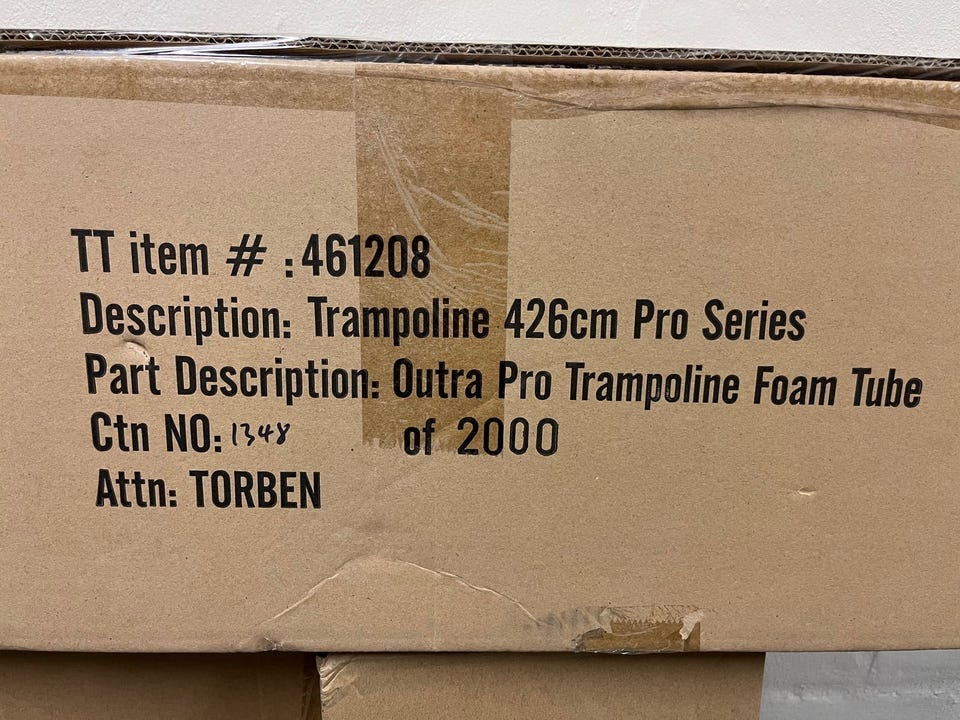 TT item # : 461208
Description: Trampoline 426cm Pro Series
Part Description: Outra Pro Trampoline Foam Tube
Ctn NO: 1348 of 2000
Attn: TORBEN